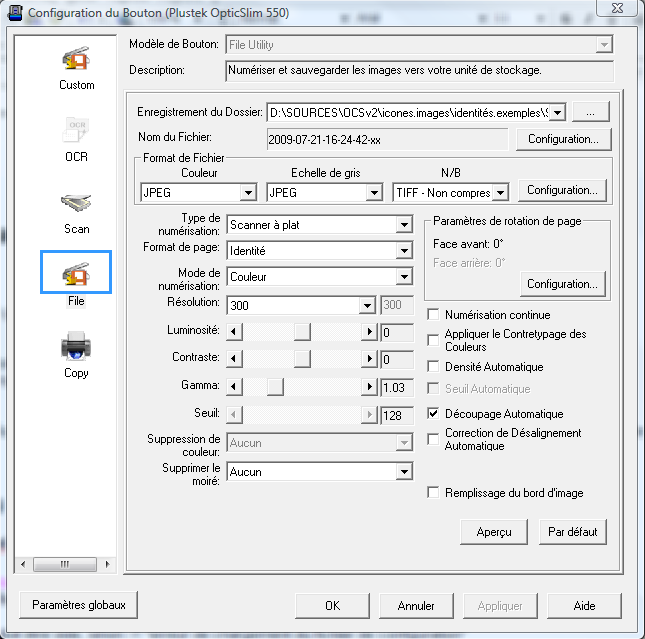 Configuration du Bouton (Plustek OpticSlim 550)
Custom
OCR
OCR
Scan
File
Copy
Modèle de Bouton: File Utility
Description: Numériser et sauvegarder les images vers votre unité de stockage.
Enregistrement du Dossier: D:\SOURCES\OCSv2\icones.images\identités.exemples\ ...
Nom du Fichier: 2009-07-21-16-24-42-xx Configuration...
Format de Fichier
Couleur Echelle de gris N/B
JPEG JPEG TIFF - Non compres Configuration...
Type de numérisation: Scanner à plat
Format de page: Identité
Mode de numérisation: Couleur
Résolution: 300 300
Luminosité: 0
Contraste: 0
Gamma: 1.03
Seuil: 128
Suppression de couleur: Aucun
Supprimer le moiré: Aucun
Paramètres de rotation de page
Face avant: 0°
Face arrière: 0°
Configuration...
Numérisation continue
Appliquer le Contretypage des
Couleurs
Densité Automatique
Seuil Automatique
Découpage Automatique
Correction de Désalignement
Automatique
Remplissage du bord d'image
Aperçu Par défaut
Paramètres globaux OK Annuler Appliquer Aide